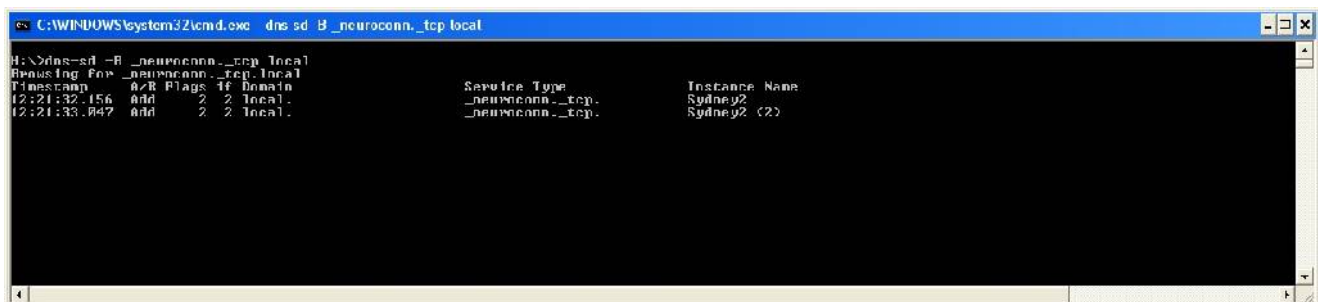 C:\WINDOWS\system32\cmd.exe - dns-sd -B _neuroconn._tcp local
H:\>dns-sd -B _neuroconn._tcp local
Browsing for _neuroconn._tcp.local
Timestamp A/R Flags if Domain Service Type Instance Name
12:21:32.156 Add 2 2 local. _neuroconn._tcp. Sydney2
12:21:33.047 Add 2 2 local. _neuroconn._tcp. Sydney2 (2)